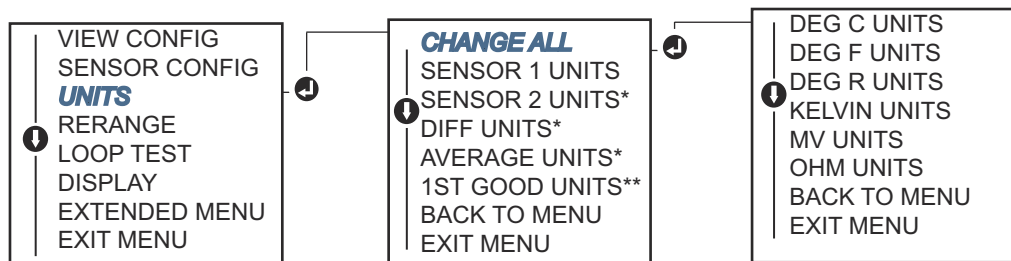 VIEW CONFIG
SENSOR CONFIG
UNITS
RERANGE
LOOP TEST
DISPLAY
EXTENDED MENU
EXIT MENU
CHANGE ALL
SENSOR 1 UNITS
SENSOR 2 UNITS*
DIFF UNITS*
AVERAGE UNITS*
1ST GOOD UNITS**
BACK TO MENU
EXIT MENU
DEG C UNITS
DEG F UNITS
DEG R UNITS
KELVIN UNITS
MV UNITS
OHM UNITS
BACK TO MENU
EXIT MENU